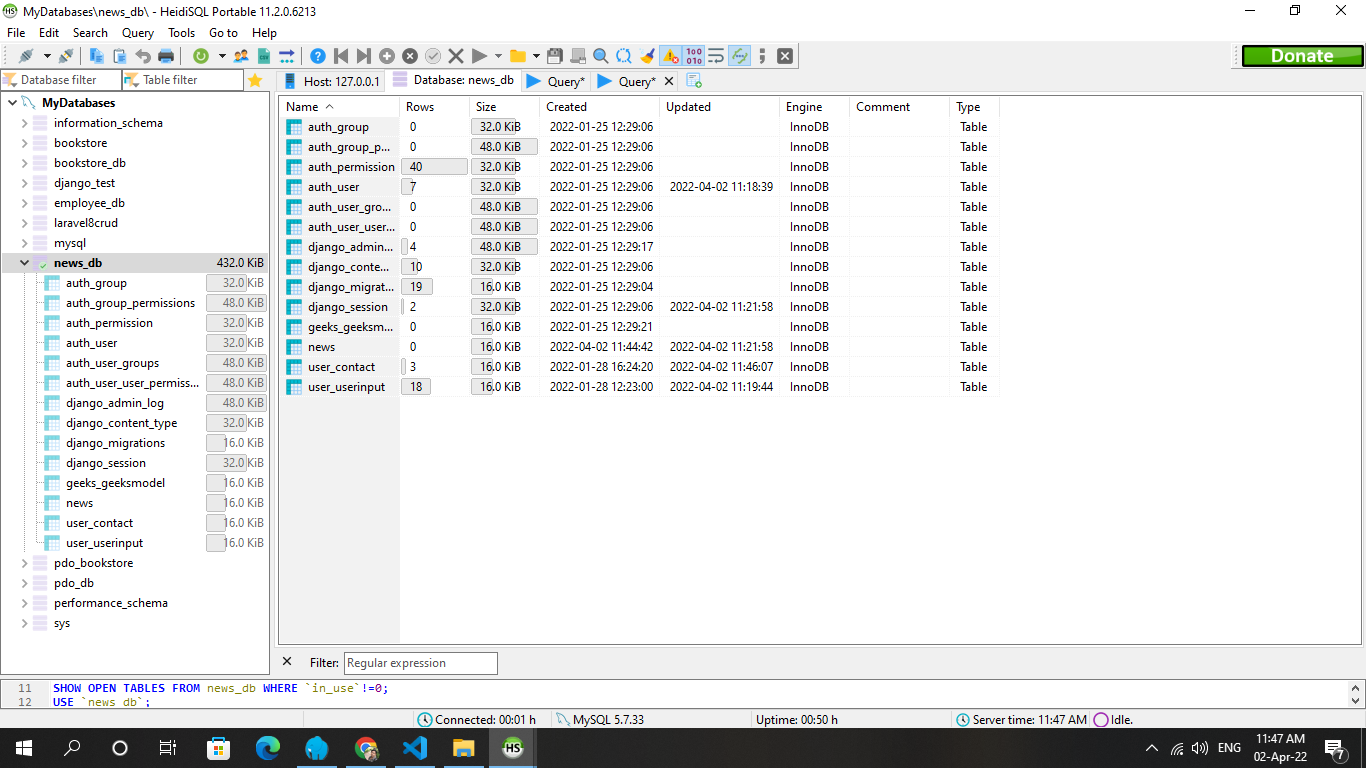 MyDatabases\news_db\ - HeidiSQL Portable 11.2.0.6213
File Edit Search Query Tools Go to Help
Donate
Database filter Table filter
Host: 127.0.0.1 Database: news_db Query* Query*
MyDatabases
information_schema
bookstore
bookstore_db
django_test
employee_db
laravel8crud
mysql
news_db 432.0 KiB
auth_group 32.0 KiB
auth_group_permissions 48.0 KiB
auth_permission 32.0 KiB
auth_user 32.0 KiB
auth_user_groups 48.0 KiB
auth_user_user_permiss... 48.0 KiB
django_admin_log 48.0 KiB
django_content_type 32.0 KiB
django_migrations 16.0 KiB
django_session 32.0 KiB
geeks_geeksmodel 16.0 KiB
news 16.0 KiB
user_contact 16.0 KiB
user_userinput 16.0 KiB
pdo_bookstore
pdo_db
performance_schema
sys
Name Rows Size Created Updated Engine Comment Type
auth_group 0 32.0 KiB 2022-01-25 12:29:06 InnoDB Table
auth_group_p... 0 48.0 KiB 2022-01-25 12:29:06 InnoDB Table
auth_permission 40 32.0 KiB 2022-01-25 12:29:06 InnoDB Table
auth_user 7 32.0 KiB 2022-01-25 12:29:06 2022-04-02 11:18:39 InnoDB Table
auth_user_gro... 0 48.0 KiB 2022-01-25 12:29:06 InnoDB Table
auth_user_user... 0 48.0 KiB 2022-01-25 12:29:06 InnoDB Table
django_admin... 4 48.0 KiB 2022-01-25 12:29:17 InnoDB Table
django_conte... 10 32.0 KiB 2022-01-25 12:29:06 InnoDB Table
django_migrat... 19 16.0 KiB 2022-01-25 12:29:04 InnoDB Table
django_session 2 32.0 KiB 2022-01-25 12:29:06 2022-04-02 11:21:58 InnoDB Table
geeks_geeksm... 0 16.0 KiB 2022-01-25 12:29:21 InnoDB Table
news 0 16.0 KiB 2022-04-02 11:44:42 2022-04-02 11:21:58 InnoDB Table
user_contact 3 16.0 KiB 2022-01-28 16:24:20 2022-04-02 11:46:07 InnoDB Table
user_userinput 18 16.0 KiB 2022-01-28 12:23:00 2022-04-02 11:19:44 InnoDB Table
Filter: Regular expression
11 SHOW OPEN TABLES FROM news_db WHERE `in_use`!=0;
12 USE `news_db`;
Connected: 00:01 h MySQL 5.7.33 Uptime: 00:50 h Server time: 11:47 AM Idle.
HS
ENG
11:47 AM
02-Apr-22
7